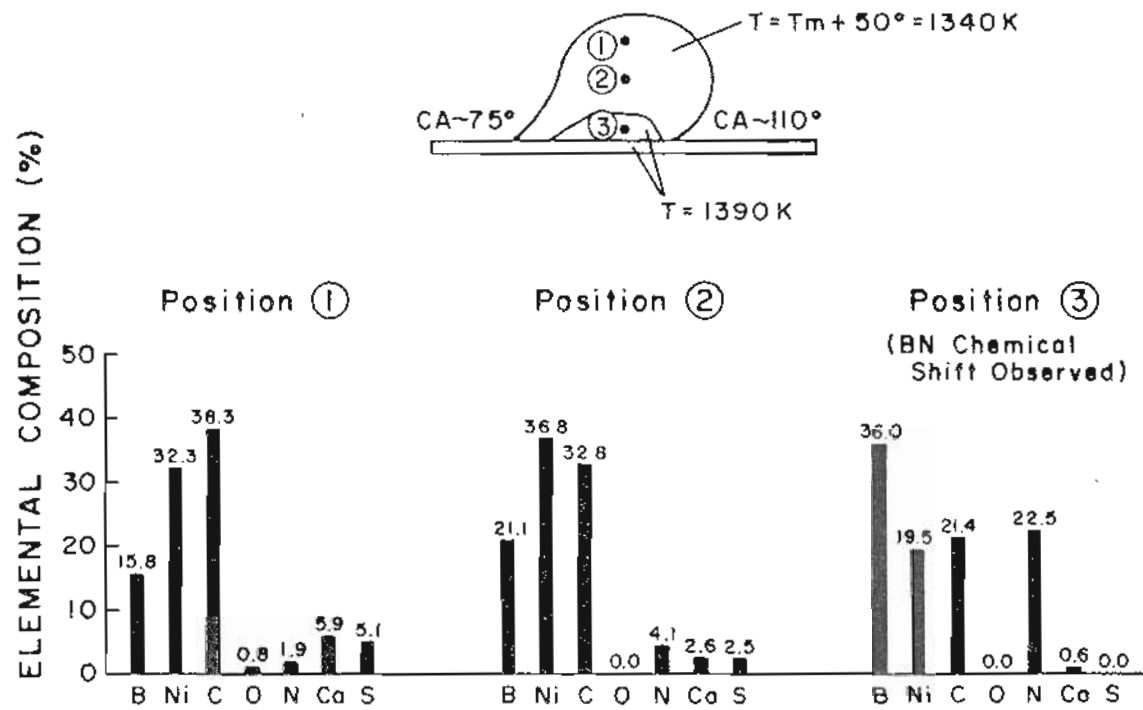 T = Tm + 50° = 1340K
①
②
③
CA~75°
CA~110°
T = 1390K
ELEMENTAL COMPOSITION (%)
Position ①
Position ②
Position ③
(BN Chemical
Shift Observed)
50
40
30
20
10
0
15.8
32.3
38.3
0.8
1.9
5.9
5.1
B Ni C O N Ca S
21.1
36.8
32.8
0.0
4.1
2.6
2.5
B Ni C O N Ca S
36.0
19.5
21.4
0.0
22.5
0.6
0.0
B Ni C O N Ca S